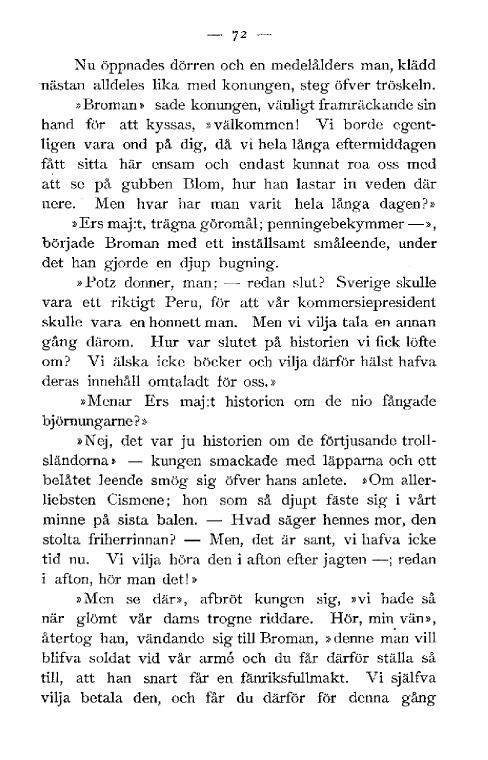 — 72 —
Nu öppnades dörren och en medelålders man, klädd
nästan alldeles lika med konungen, steg öfver tröskeln.
»Broman» sade konungen, vänligt framräckande sin
hand för att kyssas, »välkommen! Vi borde egent-
ligen vara ond på dig, då vi hela långa eftermiddagen
fått sitta här ensam och endast kunnat roa oss med
att se på gubben Blom, hur han lastar in veden där
nere. Men hvar har man varit hela långa dagen?»
»Ers maj:t, trägna göromål; penningebekymmer —»,
började Broman med ett inställsamt småleende, under
det han gjorde en djup bugning.
»Potz donner, man; — redan slut? Sverige skulle
vara ett riktigt Peru, för att vår kommersiepresident
skulle vara en honnett man. Men vi vilja tala en annan
gång därom. Hur var slutet på historien vi fick löfte
om? Vi älska icke böcker och vilja därför hälst hafva
deras innehåll omtaladt för oss.»
»Menar Ers maj:t historien om de nio fångade
björnungarne?»
»Nej, det var ju historien om de förtjusande troll-
sländorna» — kungen smackade med läpparna och ett
belåtet leende smög sig öfver hans anlete. »Om aller-
liebsten Cismene; hon som så djupt fäste sig i vårt
minne på sista balen. — Hvad säger hennes mor, den
stolta friherrinnan? — Men, det är sant, vi hafva icke
tid nu. Vi vilja höra den i afton efter jagten —; redan
i afton, hör man det!»
»Men se där», afbröt kungen sig, »vi hade så
när glömt vår dams trogne riddare. Hör, min vän»,
återtog han, vändande sig till Broman, »denne man vill
blifva soldat vid vår armé och du får därför ställa så
till, att han snart får en fänriksfullmakt. Vi själfva
vilja betala den, och får du därför för denna gång